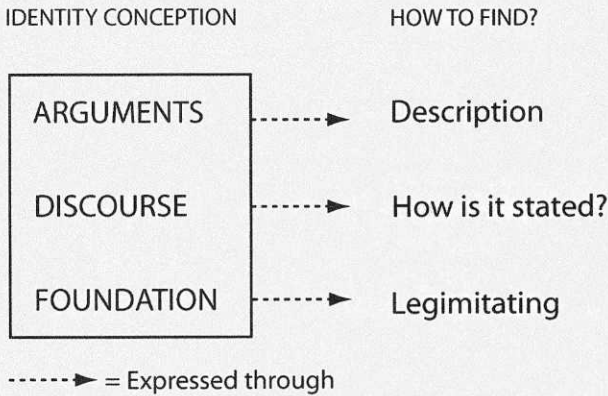 IDENTITY CONCEPTION HOW TO FIND?
ARGUMENTS Description
DISCOURSE How is it stated?
FOUNDATION Legimitating
= Expressed through